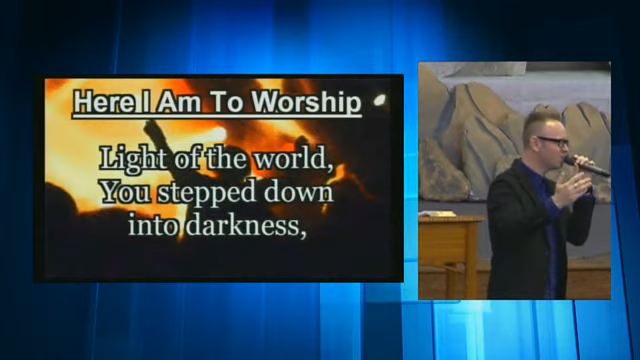 Here I Am To Worship
Light of the world,
You stepped down
into darkness,